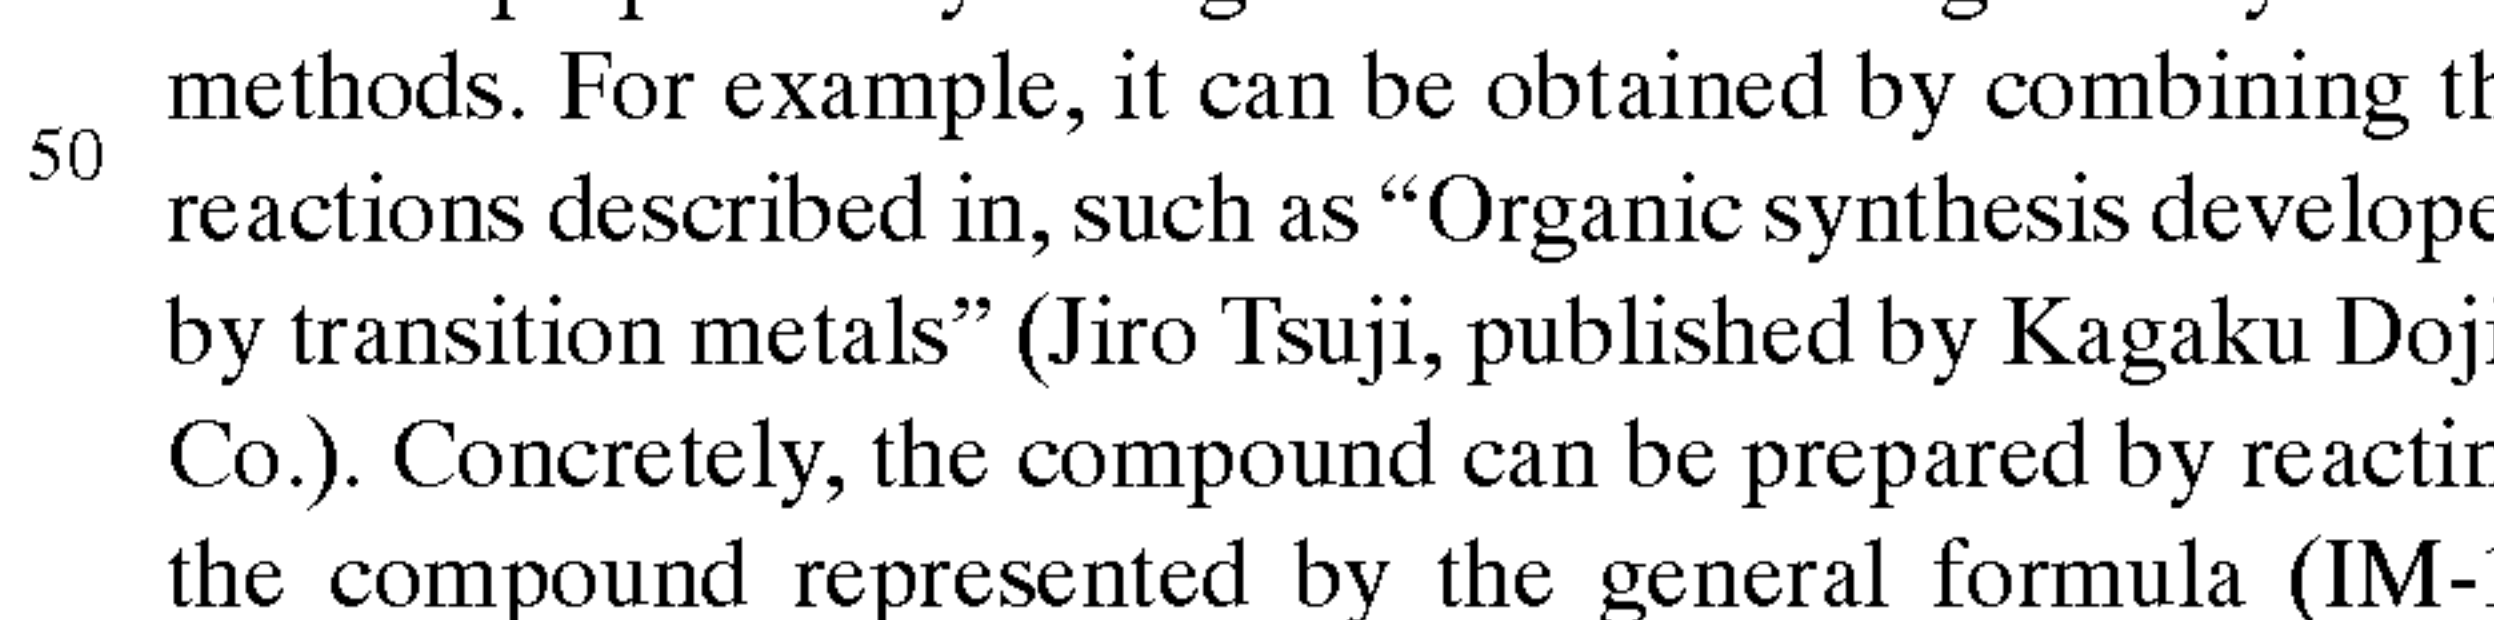 methods. For example, it can be obtained by combining th
50
reactions described in, such as “Organic synthesis develope
by transition metals” (Jiro Tsuji, published by Kagaku Doji
Co.). Concretely, the compound can be prepared by reactin
the compound represented by the general formula (IM-1